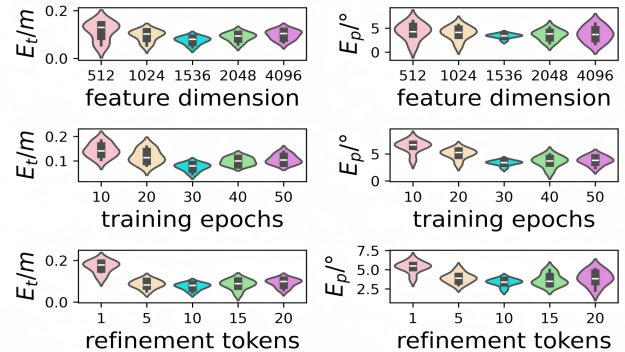 E_t/m
0.2
0.0
512 1024 1536 2048 4096
feature dimension
E_p/°
5
0
512 1024 1536 2048 4096
feature dimension
E_t/m
0.2
0.1
10 20 30 40 50
training epochs
E_p/°
5
0
10 20 30 40 50
training epochs
E_t/m
0.2
0.0
1 5 10 15 20
refinement tokens
E_p/°
7.5
5.0
2.5
1 5 10 15 20
refinement tokens